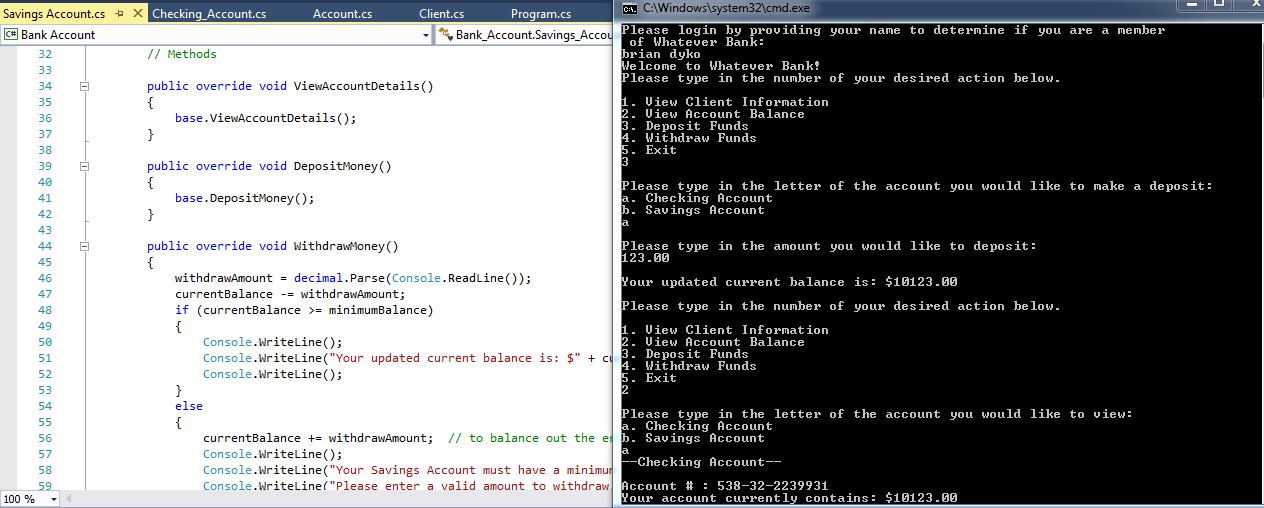 Savings Account.cs
Checking_Account.cs
Account.cs
Client.cs
Program.cs
C# Bank Account
Bank_Account.Savings_Accou
32 // Methods
33
34 public override void ViewAccountDetails()
35 {
36 base.ViewAccountDetails();
37 }
38
39 public override void DepositMoney()
40 {
41 base.DepositMoney();
42 }
43
44 public override void WithdrawMoney()
45 {
46 withdrawAmount = decimal.Parse(Console.ReadLine());
47 currentBalance -= withdrawAmount;
48 if (currentBalance >= minimumBalance)
49 {
50 Console.WriteLine();
51 Console.WriteLine("Your updated current balance is: $" + cu
52 Console.WriteLine();
53 }
54 else
55 {
56 currentBalance += withdrawAmount;  // to balance out the er
57 Console.WriteLine();
58 Console.WriteLine("Your Savings Account must have a minimum
59 Console.WriteLine("Please enter a valid amount to withdraw.
100 %
C:\Windows\system32\cmd.exe
Please login by providing your name to determine if you are a member
of Whatever Bank:
brian dyko
Welcome to Whatever Bank!
Please type in the number of your desired action below.
1. View Client Information
2. View Account Balance
3. Deposit Funds
4. Withdraw Funds
5. Exit
3
Please type in the letter of the account you would like to make a deposit:
a. Checking Account
b. Savings Account
a
Please type in the amount you would like to deposit:
123.00
Your updated current balance is: $10123.00
Please type in the number of your desired action below.
1. View Client Information
2. View Account Balance
3. Deposit Funds
4. Withdraw Funds
5. Exit
2
Please type in the letter of the account you would like to view:
a. Checking Account
b. Savings Account
a
--Checking Account--
Account # : 538-32-2239931
Your account currently contains: $10123.00